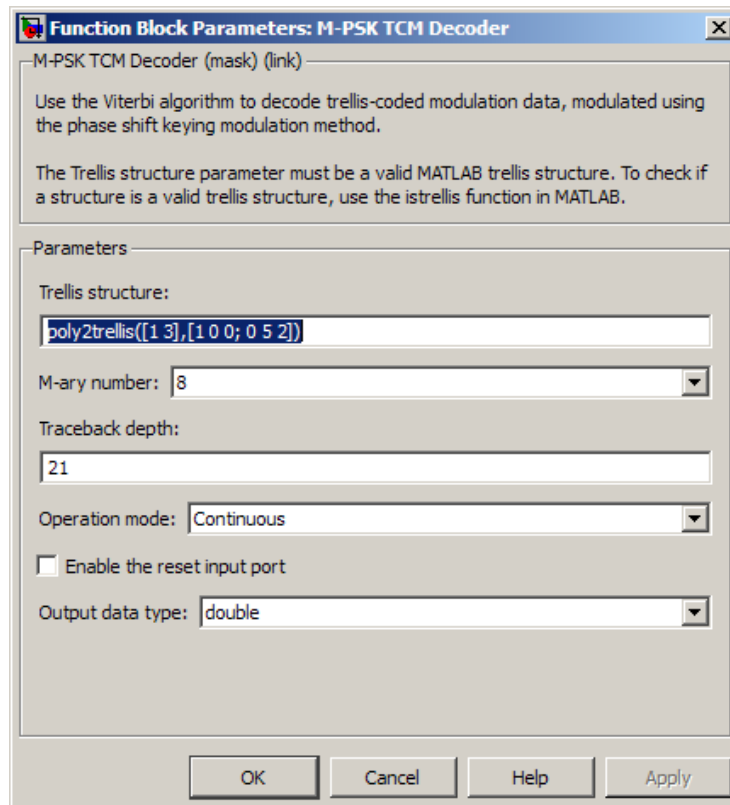 Function Block Parameters: M-PSK TCM Decoder
M-PSK TCM Decoder (mask) (link)
Use the Viterbi algorithm to decode trellis-coded modulation data, modulated using
the phase shift keying modulation method.
The Trellis structure parameter must be a valid MATLAB trellis structure. To check if
a structure is a valid trellis structure, use the istrellis function in MATLAB.
Parameters
Trellis structure:
poly2trellis([1 3],[1 0 0; 0 5 2])
M-ary number: 8
Traceback depth:
21
Operation mode: Continuous
Enable the reset input port
Output data type: double
OK Cancel Help Apply